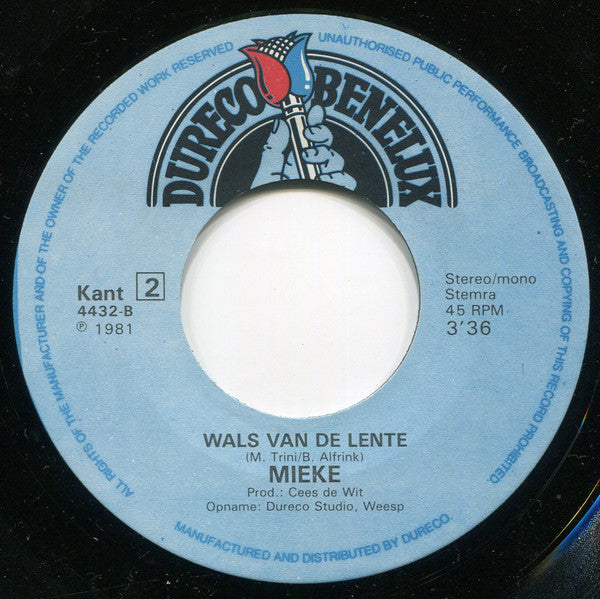 ALL RIGHTS OF THE MANUFACTURER AND OF THE OWNER OF THE RECORDED WORK RESERVED
UNAUTHORISED PUBLIC PERFORMANCE BROADCASTING AND COPYING OF THIS RECORD PROHIBITED.
DURECO BENELUX
Kant 2
4432-B
℗ 1981
Stereo/mono
Stemra
45 RPM
3'36
WALS VAN DE LENTE
(M. Trini/B. Alfrink)
MIEKE
Prod.: Cees de Wit
Opname: Dureco Studio, Weesp
MANUFACTURED AND DISTRIBUTED BY DURECO.